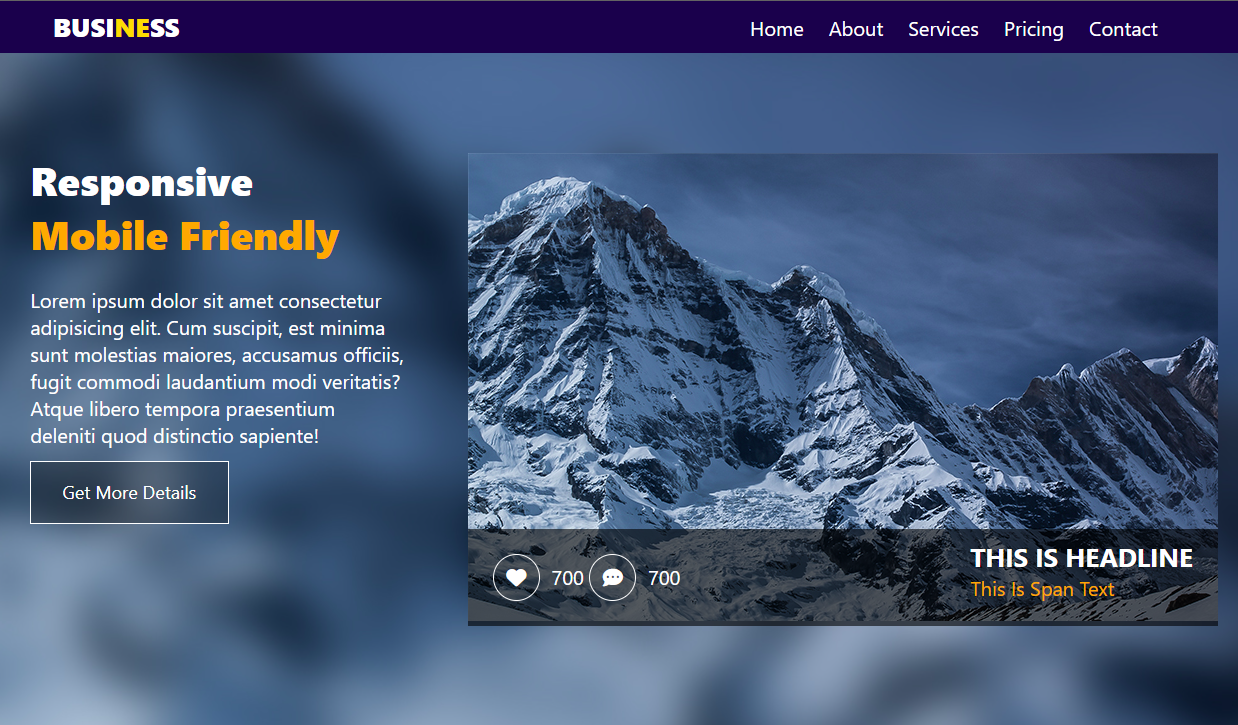 BUSINESS
Home About Services Pricing Contact
Responsive
Mobile Friendly
Lorem ipsum dolor sit amet consectetur
adipisicing elit. Cum suscipit, est minima
sunt molestias maiores, accusamus officiis,
fugit commodi laudantium modi veritatis?
Atque libero tempora praesentium
deleniti quod distinctio sapiente!
Get More Details
700 700
THIS IS HEADLINE
This Is Span Text